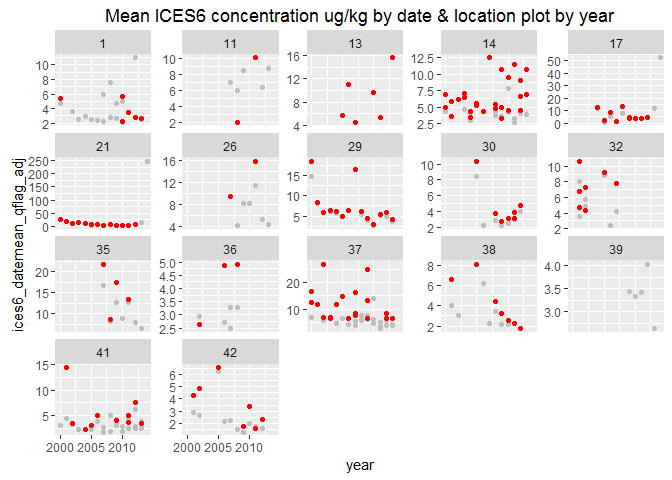 Mean ICES6 concentration ug/kg by date & location plot by year
1 11 13 14 17
10 8 6 4 2
10 8 6 4 2
16 12 8 4
12.5 10.0 7.5 5.0 2.5
50 40 30 20 10 0
21 26 29 30 32
250 200 150 100 50 0
16 12 8 4
15 10 5
10 8 6 4 2
10 8 6 4 2
35 36 37 38 39
20 15 10
5.0 4.5 4.0 3.5 3.0 2.5
20 10
8 6 4 2
4.0 3.5 3.0
41 42
15 10 5
6 5 4 3 2
2000 2005 2010
2000 2005 2010
year
ices6_datemean_qflag_adj